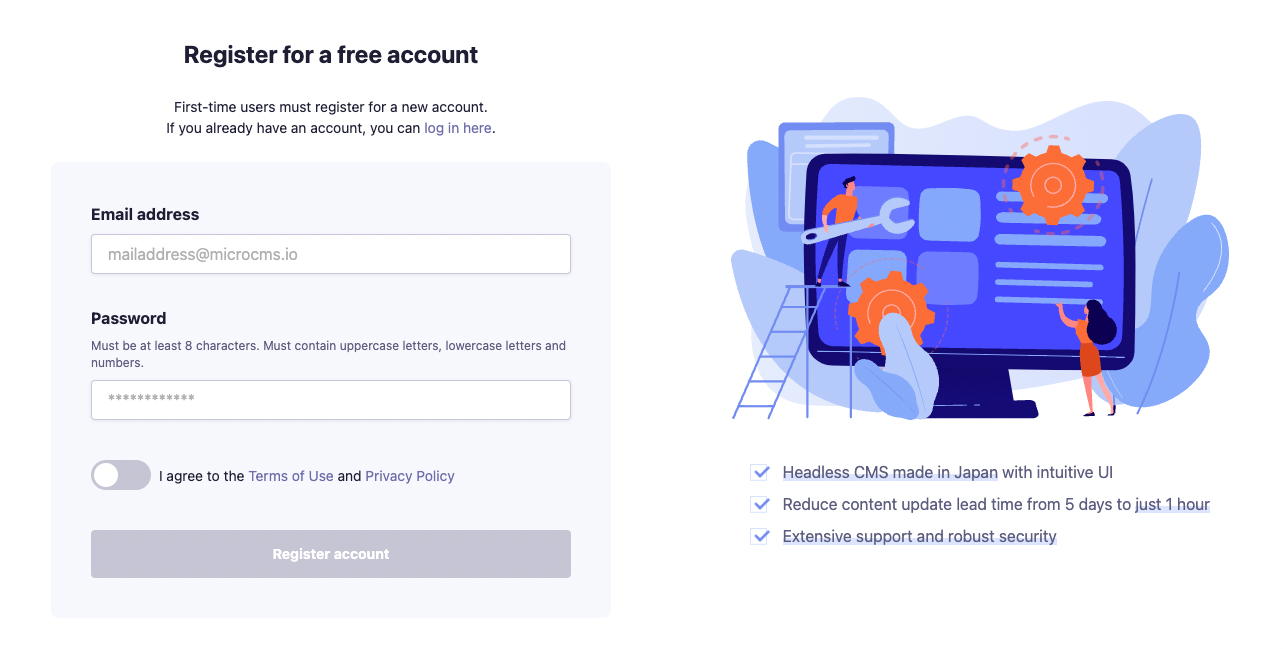 Register for a free account
First-time users must register for a new account.
If you already have an account, you can log in here.
Email address
mailaddress@microcms.io
Password
Must be at least 8 characters. Must contain uppercase letters, lowercase letters and
numbers.
************
I agree to the Terms of Use and Privacy Policy
Register account
Headless CMS made in Japan with intuitive UI
Reduce content update lead time from 5 days to just 1 hour
Extensive support and robust security